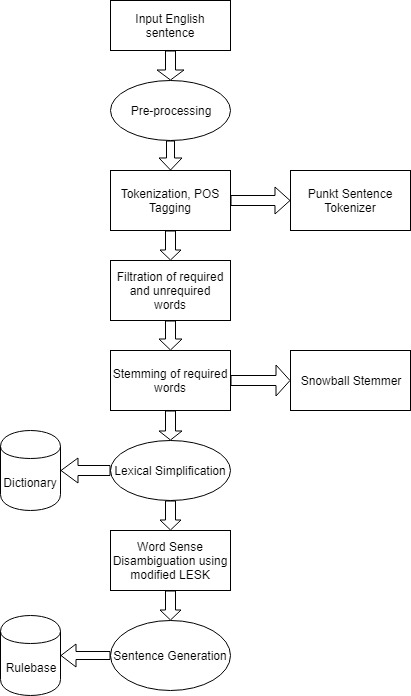 Input English
sentence
Pre-processing
Tokenization, POS
Tagging
Punkt Sentence
Tokenizer
Filtration of required
and unrequired
words
Stemming of required
words
Snowball Stemmer
Lexical Simplification
Dictionary
Word Sense
Disambiguation using
modified LESK
Sentence Generation
Rulebase